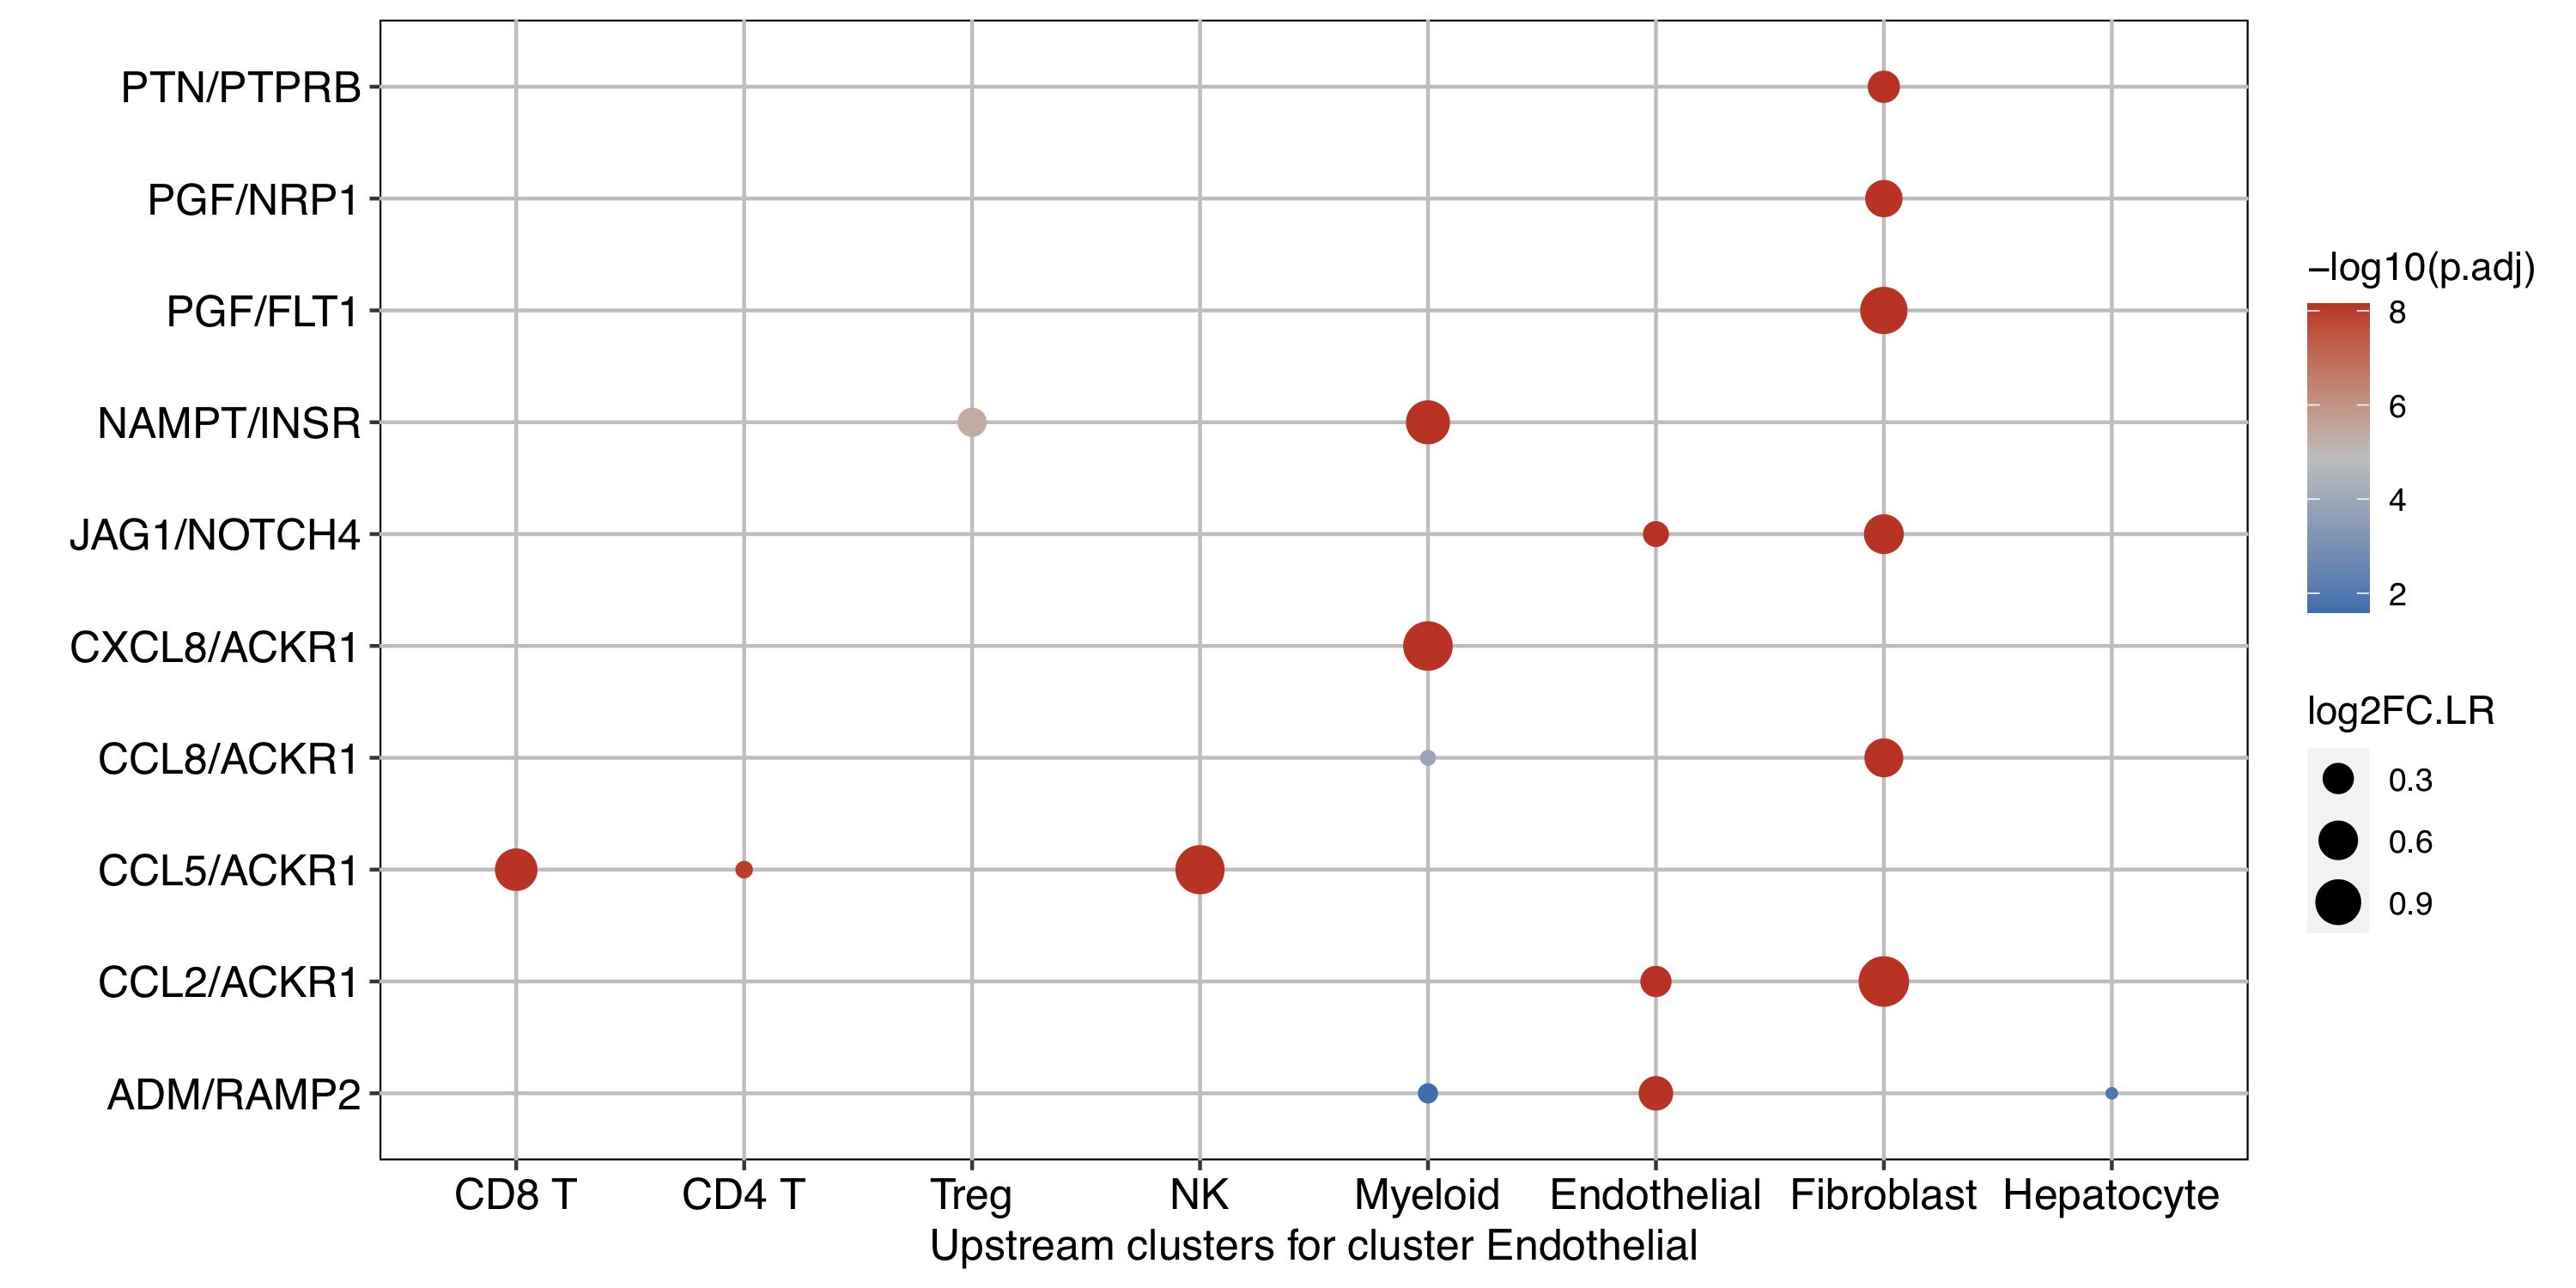 PTN/PTPRB
PGF/NRP1
PGF/FLT1
NAMPT/INSR
JAG1/NOTCH4
CXCL8/ACKR1
CCL8/ACKR1
CCL5/ACKR1
CCL2/ACKR1
ADM/RAMP2
CD8 T
CD4 T
Treg
NK
Myeloid
Endothelial
Fibroblast
Hepatocyte
Upstream clusters for cluster Endothelial
−log10(p.adj)
8
6
4
2
log2FC.LR
0.3
0.6
0.9